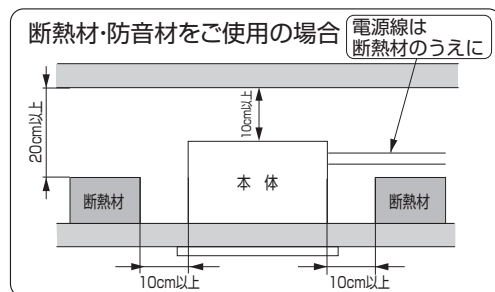 断熱材・防音材をご使用の場合
電源線は
断熱材のうえに
20cm以上
10cm以上
本 体
断熱材
断熱材
10cm以上
10cm以上